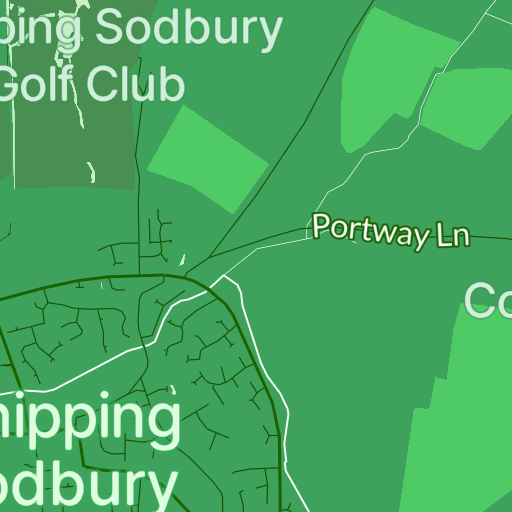 ping Sodbury
Golf Club
Portway Ln
Co
hipping
odbury